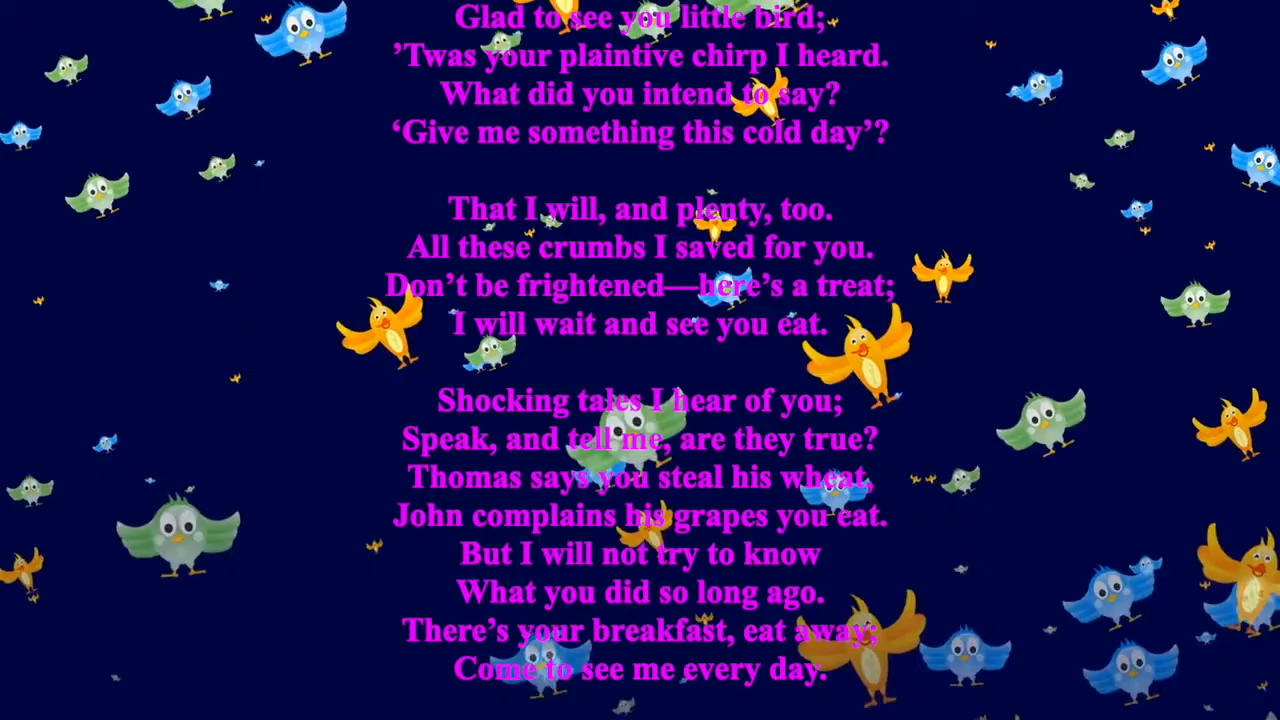 Glad to see you little bird;
’Twas your plaintive chirp I heard.
What did you intend to say?
‘Give me something this cold day’?
That I will, and plenty, too.
All these crumbs I saved for you.
Don’t be frightened—here’s a treat;
I will wait and see you eat.
Shocking tales I hear of you;
Speak, and tell me, are they true?
Thomas says you steal his wheat,
John complains his grapes you eat.
But I will not try to know
What you did so long ago.
There’s your breakfast, eat away;
Come to see me every day.